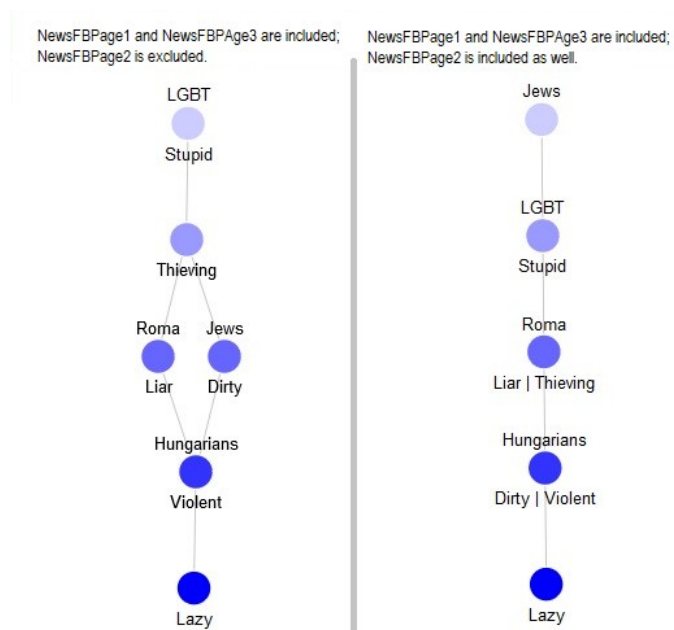 NewsFBPage1 and NewsFBPAge3 are included;
NewsFBPage2 is excluded.
LGBT
Stupid
Thieving
Roma
Jews
Liar
Dirty
Hungarians
Violent
Lazy
NewsFBPage1 and NewsFBPAge3 are included;
NewsFBPage2 is included as well.
Jews
LGBT
Stupid
Roma
Liar | Thieving
Hungarians
Dirty | Violent
Lazy